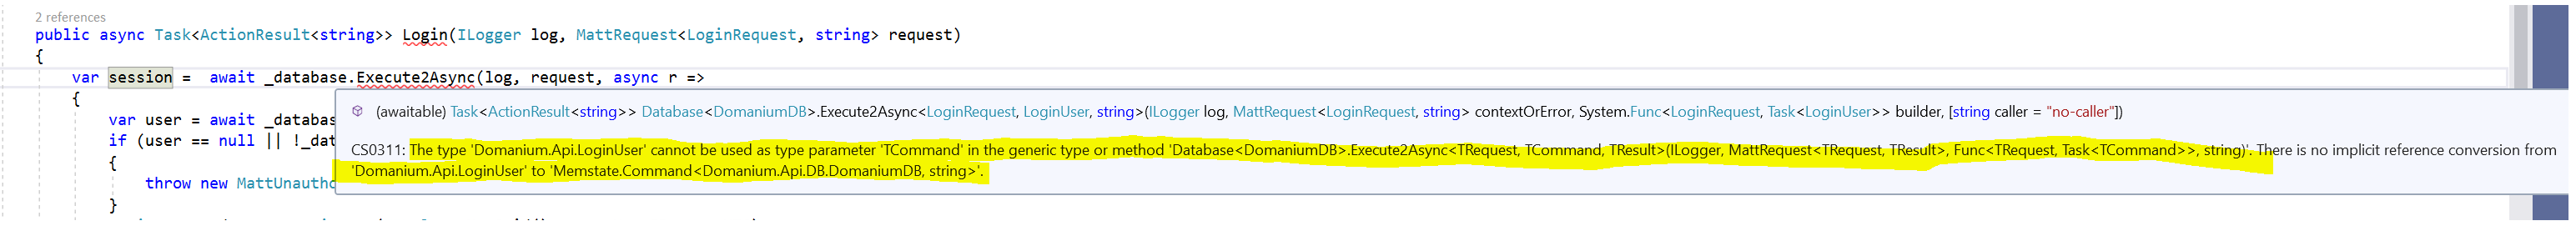 2 references
public async Task<ActionResult<string>> Login(ILogger log, MattRequest<LoginRequest, string> request)
{
var session = await _database.Execute2Async(log, request, async r =>
{
(awaitable) Task<ActionResult<string>> Database<DomaniumDB>.Execute2Async<LoginRequest, LoginUser, string>(ILogger log, MattRequest<LoginRequest, string> contextOrError, System.Func<LoginRequest, Task<LoginUser>> builder, [string caller = "no-caller"])
var user = await _databas
if (user == null || !_dat
CS0311: The type 'Domanium.Api.LoginUser' cannot be used as type parameter 'TCommand' in the generic type or method 'Database<DomaniumDB>.Execute2Async<TRequest, TCommand, TResult>(ILogger, MattRequest<TRequest, TResult>, Func<TRequest, Task<TCommand>>, string)'. There is no implicit reference conversion from
'Domanium.Api.LoginUser' to 'Memstate.Command<Domanium.Api.DB.DomaniumDB, string>'.
{
throw new MattUnautho
}